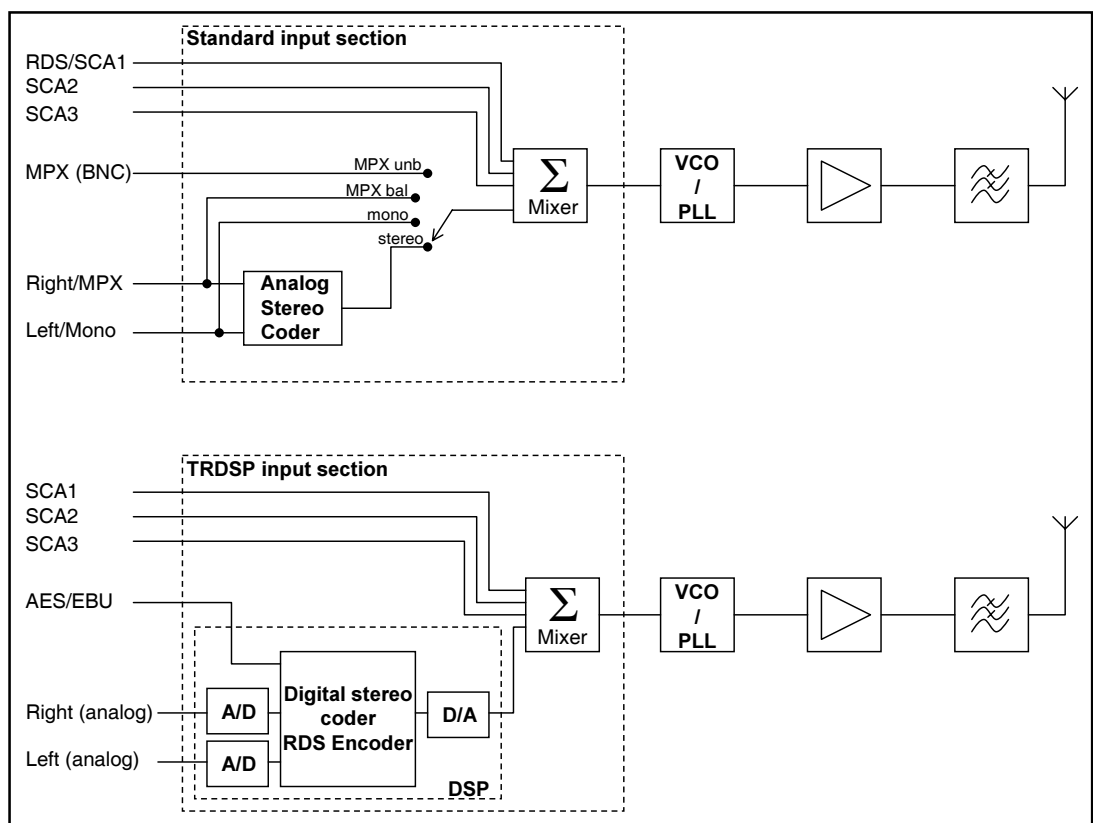 Standard input section
RDS/SCA1
SCA2
SCA3
MPX (BNC)
MPX unb
MPX bal
mono
stereo
Right/MPX
Left/Mono
Analog
Stereo
Coder
Σ
Mixer
VCO
/
PLL
TRDSP input section
SCA1
SCA2
SCA3
AES/EBU
Right (analog)
Left (analog)
A/D
A/D
Digital stereo
coder
RDS Encoder
D/A
DSP
Σ
Mixer
VCO
/
PLL